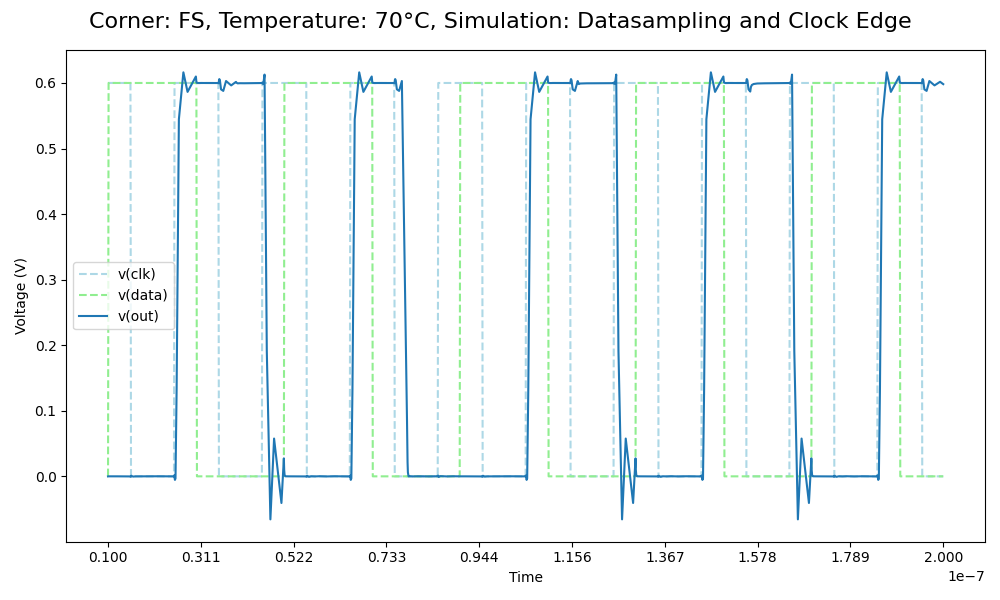 Corner: FS, Temperature: 70°C, Simulation: Datasampling and Clock Edge
0.6
0.5
0.4
0.3
0.2
0.1
0.0
Voltage (V)
v(clk)
v(data)
v(out)
0.100 0.311 0.522 0.733 0.944 1.156 1.367 1.578 1.789 2.000
Time
1e−7